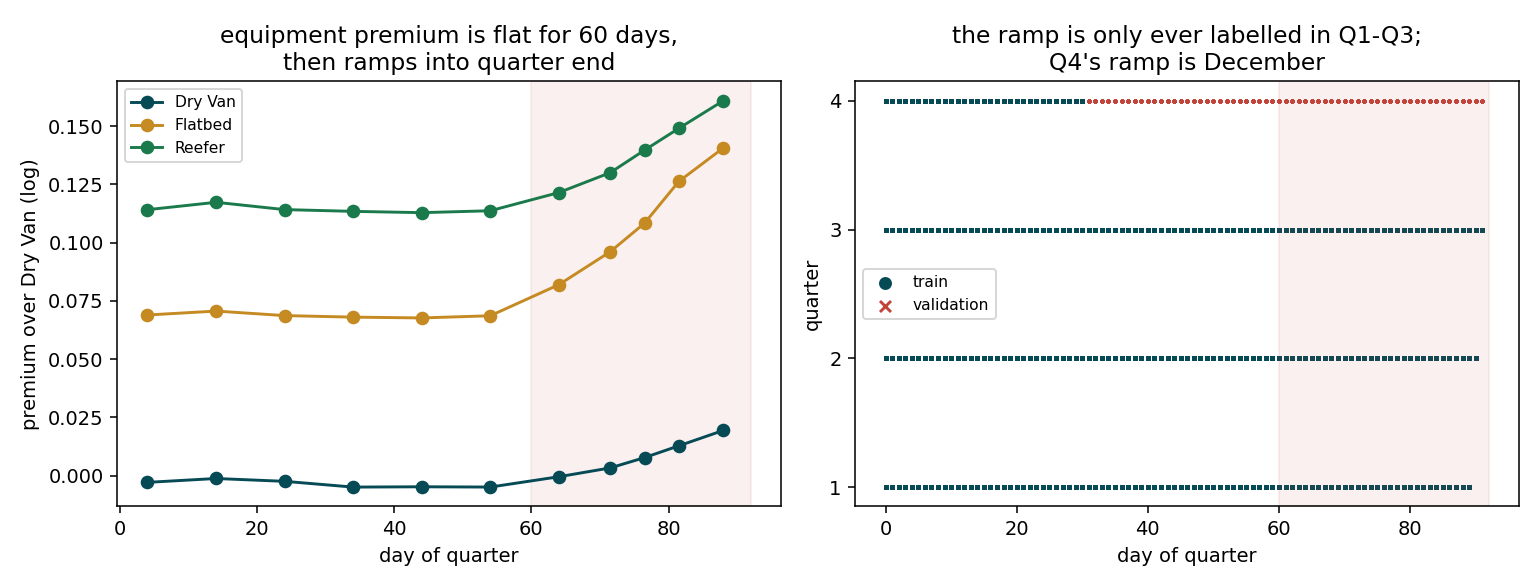 equipment premium is flat for 60 days,
then ramps into quarter end
premium over Dry Van (log)
0.150
0.125
0.100
0.075
0.050
0.025
0.000
Dry Van
Flatbed
Reefer
0
20
40
60
80
day of quarter
the ramp is only ever labelled in Q1-Q3;
Q4's ramp is December
quarter
4
3
2
1
train
validation
0
20
40
60
80
day of quarter